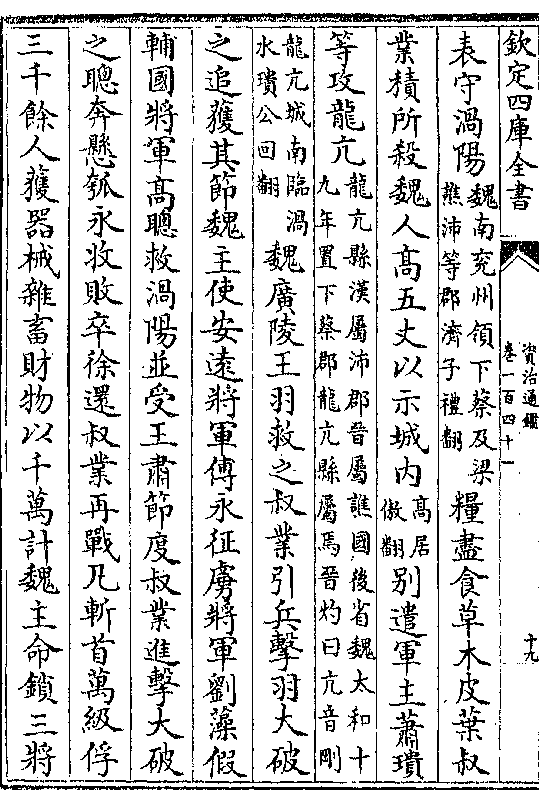 欽定四庫全書
資治通鑑
卷一百四十一
十九
表守渦陽魏南兖州領下蔡及梁譙沛等郡濟子禮翻糧盡食草木皮葉叔
業積所殺魏人髙五丈以示城内髙居傲翻别遣軍主蕭璝
等攻龍亢龍亢縣漢屬沛郡晉屬譙國後省魏太和十九年置下蔡郡龍亢縣屬焉晉灼曰亢音剛
龍亢城南臨渦水璝公回翻魏廣陵王羽救之叔業引兵擊羽大破
之追獲其節魏主使安遠將軍傅永征虜將軍劉藻假
輔國將軍髙聰救渦陽並受王肅節度叔業進擊大破
之聰奔懸瓠永收敗卒徐還叔業再戰凡斬首萬級俘
三千餘人獲器械雜畜財物以千萬計魏主命鎖三將